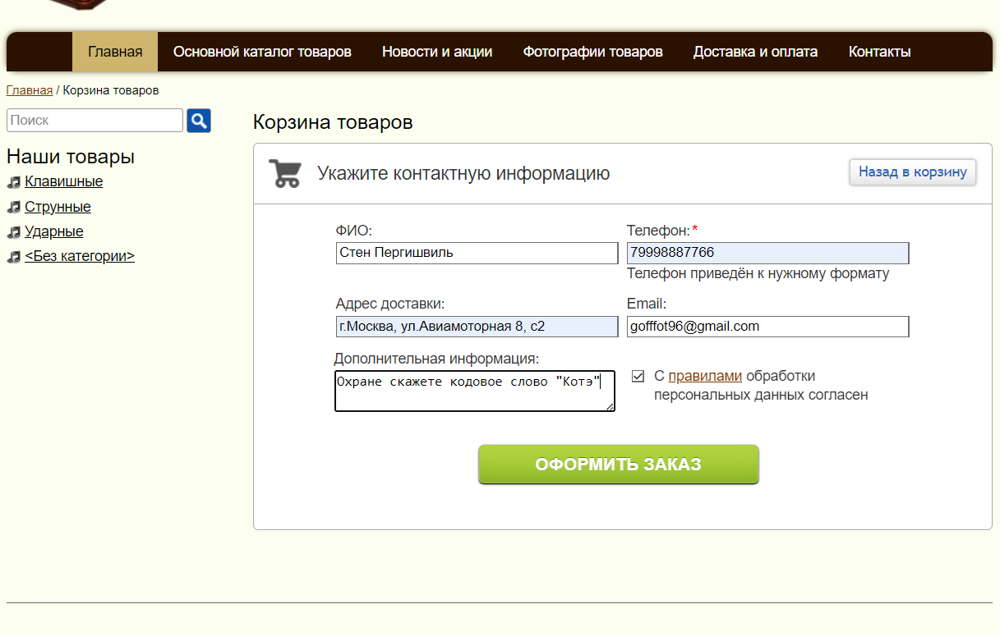 Главная Основной каталог товаров Новости и акции Фотографии товаров Доставка и оплата Контакты
Главная / Корзина товаров
Поиск
Наши товары
Клавишные
Струнные
Ударные
<Без категории>
Корзина товаров
Укажите контактную информацию
Назад в корзину
ФИО:
Стен Пергишвиль
Телефон:*
79998887766
Телефон приведён к нужному формату
Адрес доставки:
г.Москва, ул.Авиамоторная 8, с2
Email:
gofffot96@gmail.com
Дополнительная информация:
Охране скажете кодовое слово "Котэ"
С правилами обработки
персональных данных согласен
ОФОРМИТЬ ЗАКАЗ